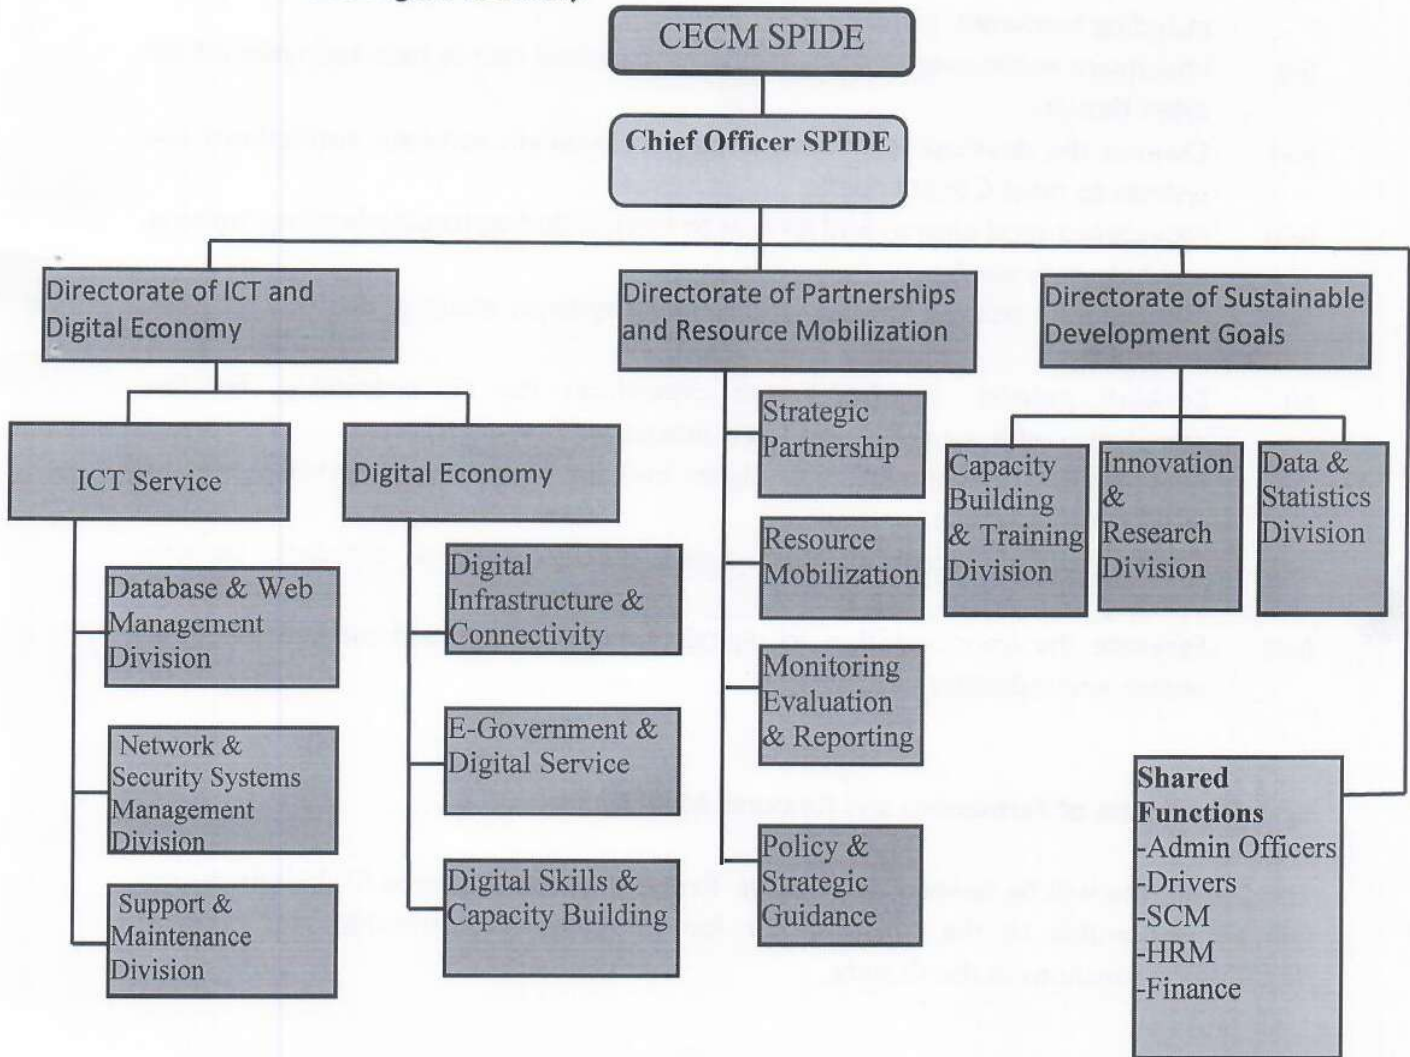 CECM SPIDE
Chief Officer SPIDE
Directorate of ICT and
Digital Economy
Directorate of Partnerships
and Resource Mobilization
Directorate of Sustainable
Development Goals
ICT Service
Digital Economy
Database & Web
Management
Division
Network &
Security Systems
Management
Division
Support &
Maintenance
Division
Digital
Infrastructure &
Connectivity
E-Government &
Digital Service
Digital Skills &
Capacity Building
Strategic
Partnership
Resource
Mobilization
Monitoring
Evaluation
& Reporting
Policy &
Strategic
Guidance
Capacity
Building
& Training
Division
Innovation
&
Research
Division
Data &
Statistics
Division
Shared
Functions
-Admin Officers
-Drivers
-SCM
-HRM
-Finance